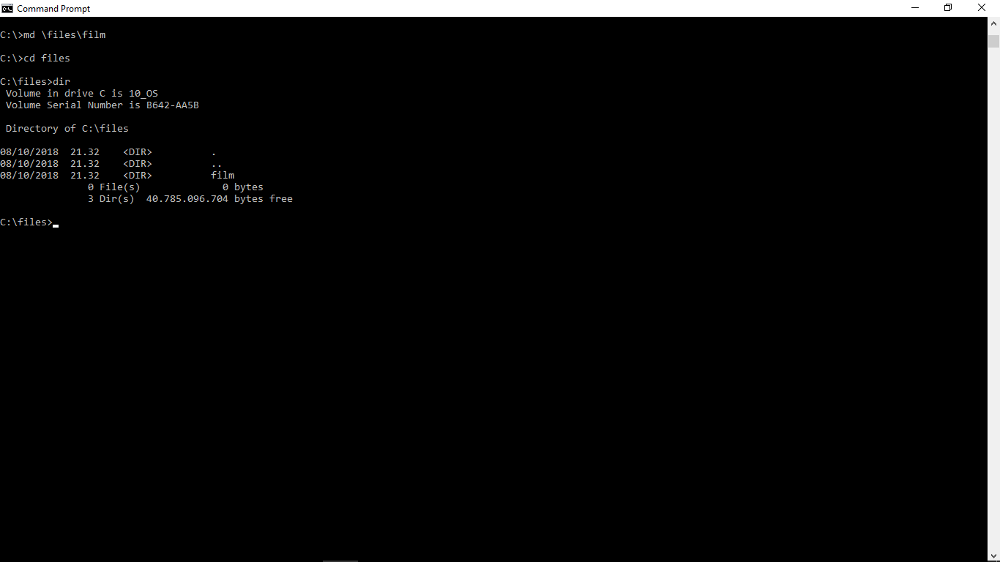 Command Prompt
C:\>md \files\film
C:\>cd files
C:\files>dir
Volume in drive C is 10_OS
Volume Serial Number is B642-AA5B
Directory of C:\files
08/10/2018  21.32    <DIR>          .
08/10/2018  21.32    <DIR>          ..
08/10/2018  21.32    <DIR>          film
0 File(s)              0 bytes
3 Dir(s)  40.785.096.704 bytes free
C:\files>